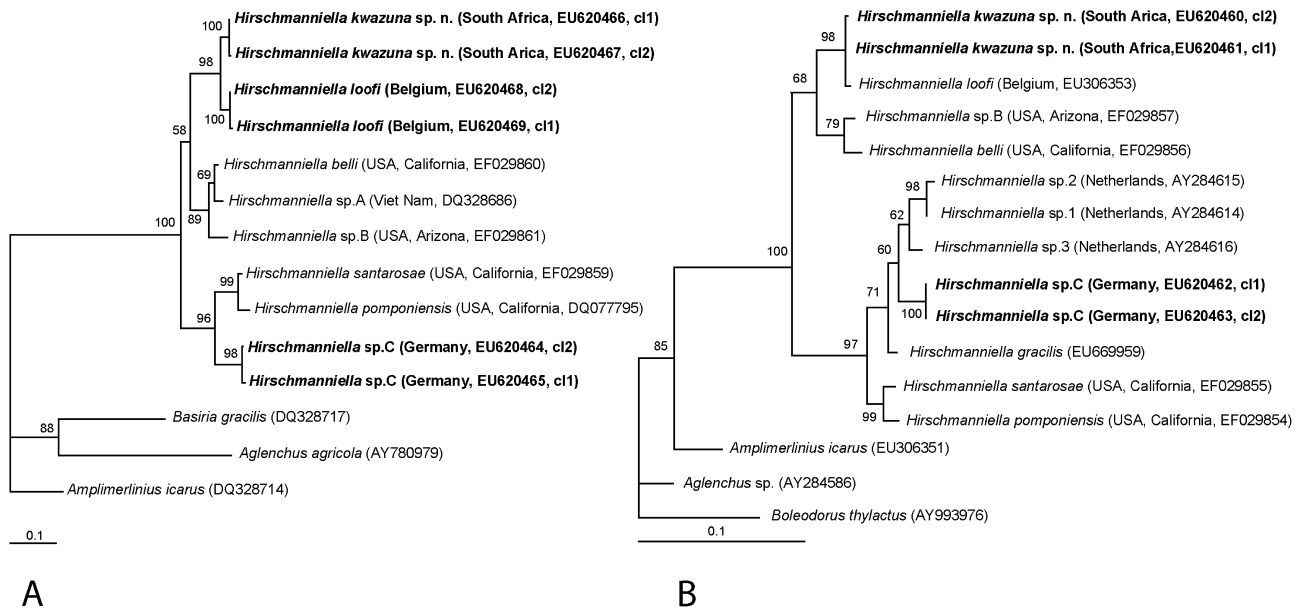 Hirschmanniella kwazuna sp. n. (South Africa, EU620466, cl1)
100
Hirschmanniella kwazuna sp. n. (South Arica, EU620467, cl2)
98
Hirschmanniella loofi (Belgium, EU620468, cl2)
100
Hirschmanniella loofi (Belgium, EU620469, cl1)
58
Hirschmanniella belli (USA, California, EF029860)
69
Hirschmanniella sp.A (Viet Nam, DQ328686)
89
Hirschmanniella sp.B (USA, Arizona, EF029861)
100
Hirschmanniella santarosae (USA, California, EF029859)
99
Hirschmanniella pomponiensis (USA, California, DQ077795)
96
Hirschmanniella sp.C (Germany, EU620464, cl2)
98
Hirschmanniella sp.C (Germany, EU620465, cl1)
Basiria gracilis (DQ328717)
88
Aglenchus agricola (AY780979)
Amplimerlinius icarus (DQ328714)
0.1
A
Hirschmanniella kwazuna sp. n. (South Arica, EU620460, cl2)
98
Hirschmanniella kwazuna sp. n. (South Africa,EU620461, cl1)
68
Hirschmanniella loofi (Belgium, EU306353)
Hirschmanniella sp.B (USA, Arizona, EF029857)
79
Hirschmanniella belli (USA, California, EF029856)
Hirschmanniella sp.2 (Netherlands, AY284615)
98
Hirschmanniella sp.1 (Netherlands, AY284614)
62
Hirschmanniella sp.3 (Netherlands, AY284616)
60
100
Hirschmanniella sp.C (Germany, EU620462, cl1)
71
100
Hirschmanniella sp.C (Germany, EU620463, cl2)
97
Hirschmanniella gracilis (EU669959)
85
Hirschmanniella santarosae (USA, California, EF029855)
99
Hirschmanniella pomponiensis (USA, California, EF029854)
Amplimerlinius icarus (EU306351)
Aglenchus sp. (AY284586)
Boleodorus thylactus (AY993976)
0.1
B